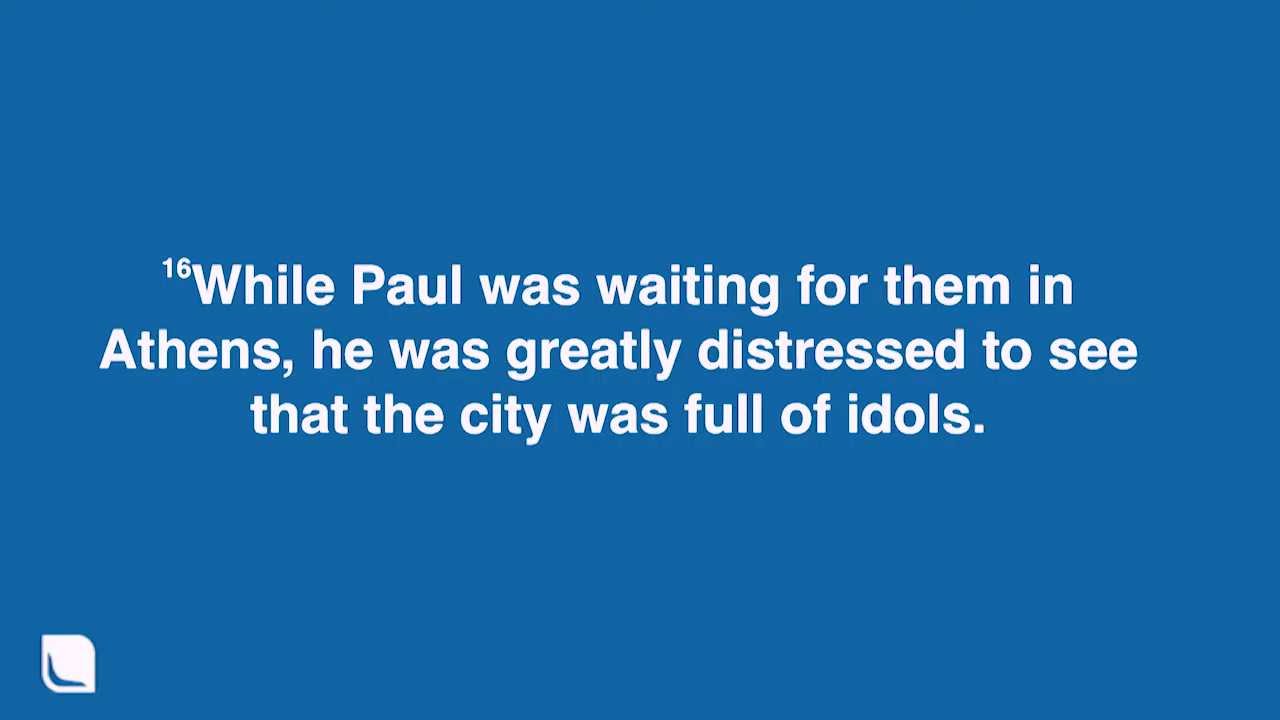 16While Paul was waiting for them in
Athens, he was greatly distressed to see
that the city was full of idols.